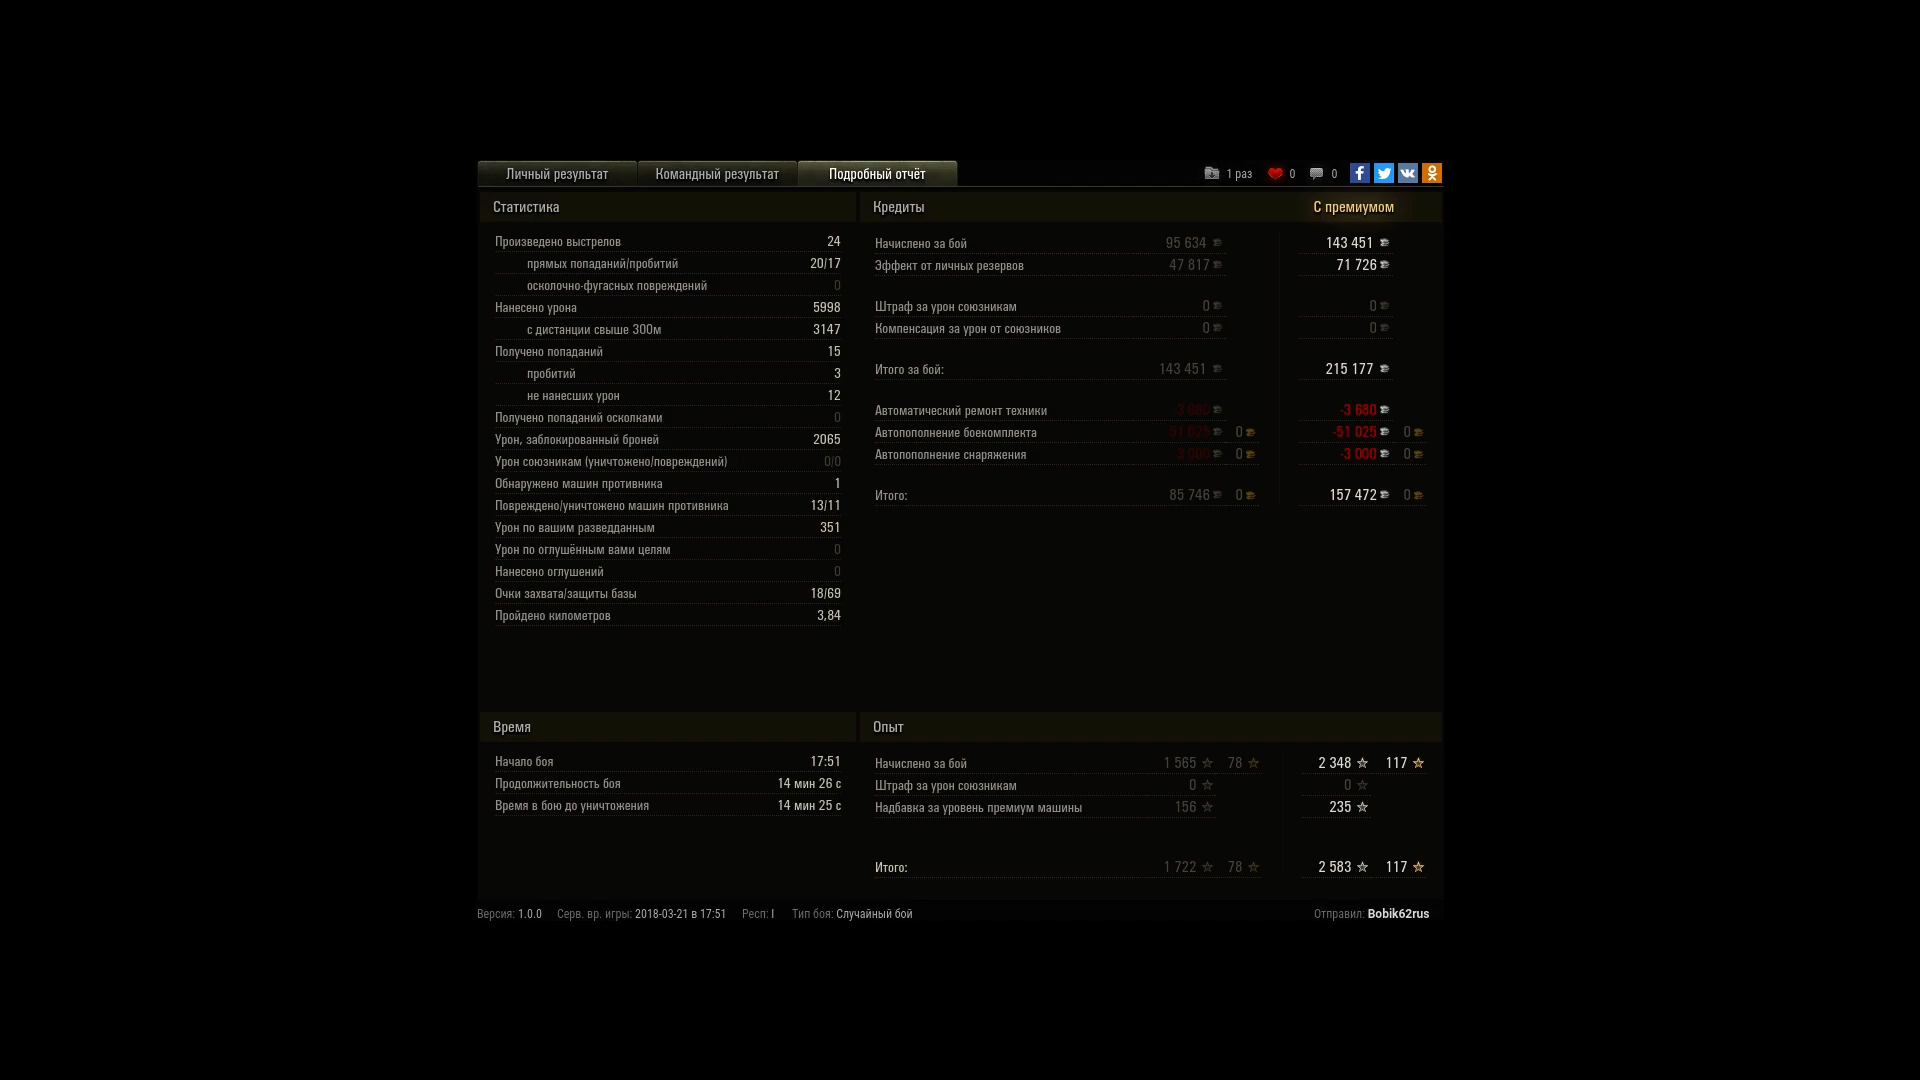 Личный результат Командный результат Подробный отчёт 1 раз 0 0
Статистика
Произведено выстрелов 24
прямых попаданий/пробитий 20/17
осколочно-фугасных повреждений 0
Нанесено урона 5998
с дистанции свыше 300м 3147
Получено попаданий 15
пробитий 3
не нанесших урон 12
Получено попаданий осколками 0
Урон, заблокированный броней 2065
Урон союзникам (уничтожено/повреждений) 0/0
Обнаружено машин противника 1
Повреждено/уничтожено машин противника 13/11
Урон по вашим разведданным 351
Урон по оглушённым вами целям 0
Нанесено оглушений 0
Очки захвата/защиты базы 18/69
Пройдено километров 3,84
Кредиты С премиумом
Начислено за бой 95 634 143 451
Эффект от личных резервов 47 817 71 726
Штраф за урон союзникам 0 0
Компенсация за урон от союзников 0 0
Итого за бой: 143 451 215 177
Автоматический ремонт техники -3 680 -3 680
Автопополнение боекомплекта -51 025 0 -51 025 0
Автопополнение снаряжения -3 000 0 -3 000 0
Итого: 85 746 0 157 472 0
Время
Начало боя 17:51
Продолжительность боя 14 мин 26 с
Время в бою до уничтожения 14 мин 25 с
Опыт
Начислено за бой 1 565 78 2 348 117
Штраф за урон союзникам 0 0
Надбавка за уровень премиум машины 156 235
Итого: 1 722 78 2 583 117
Версия: 1.0.0 Серв. вр. игры: 2018-03-21 в 17:51 Респ: I Тип боя: Случайный бой Отправил: Bobik62rus